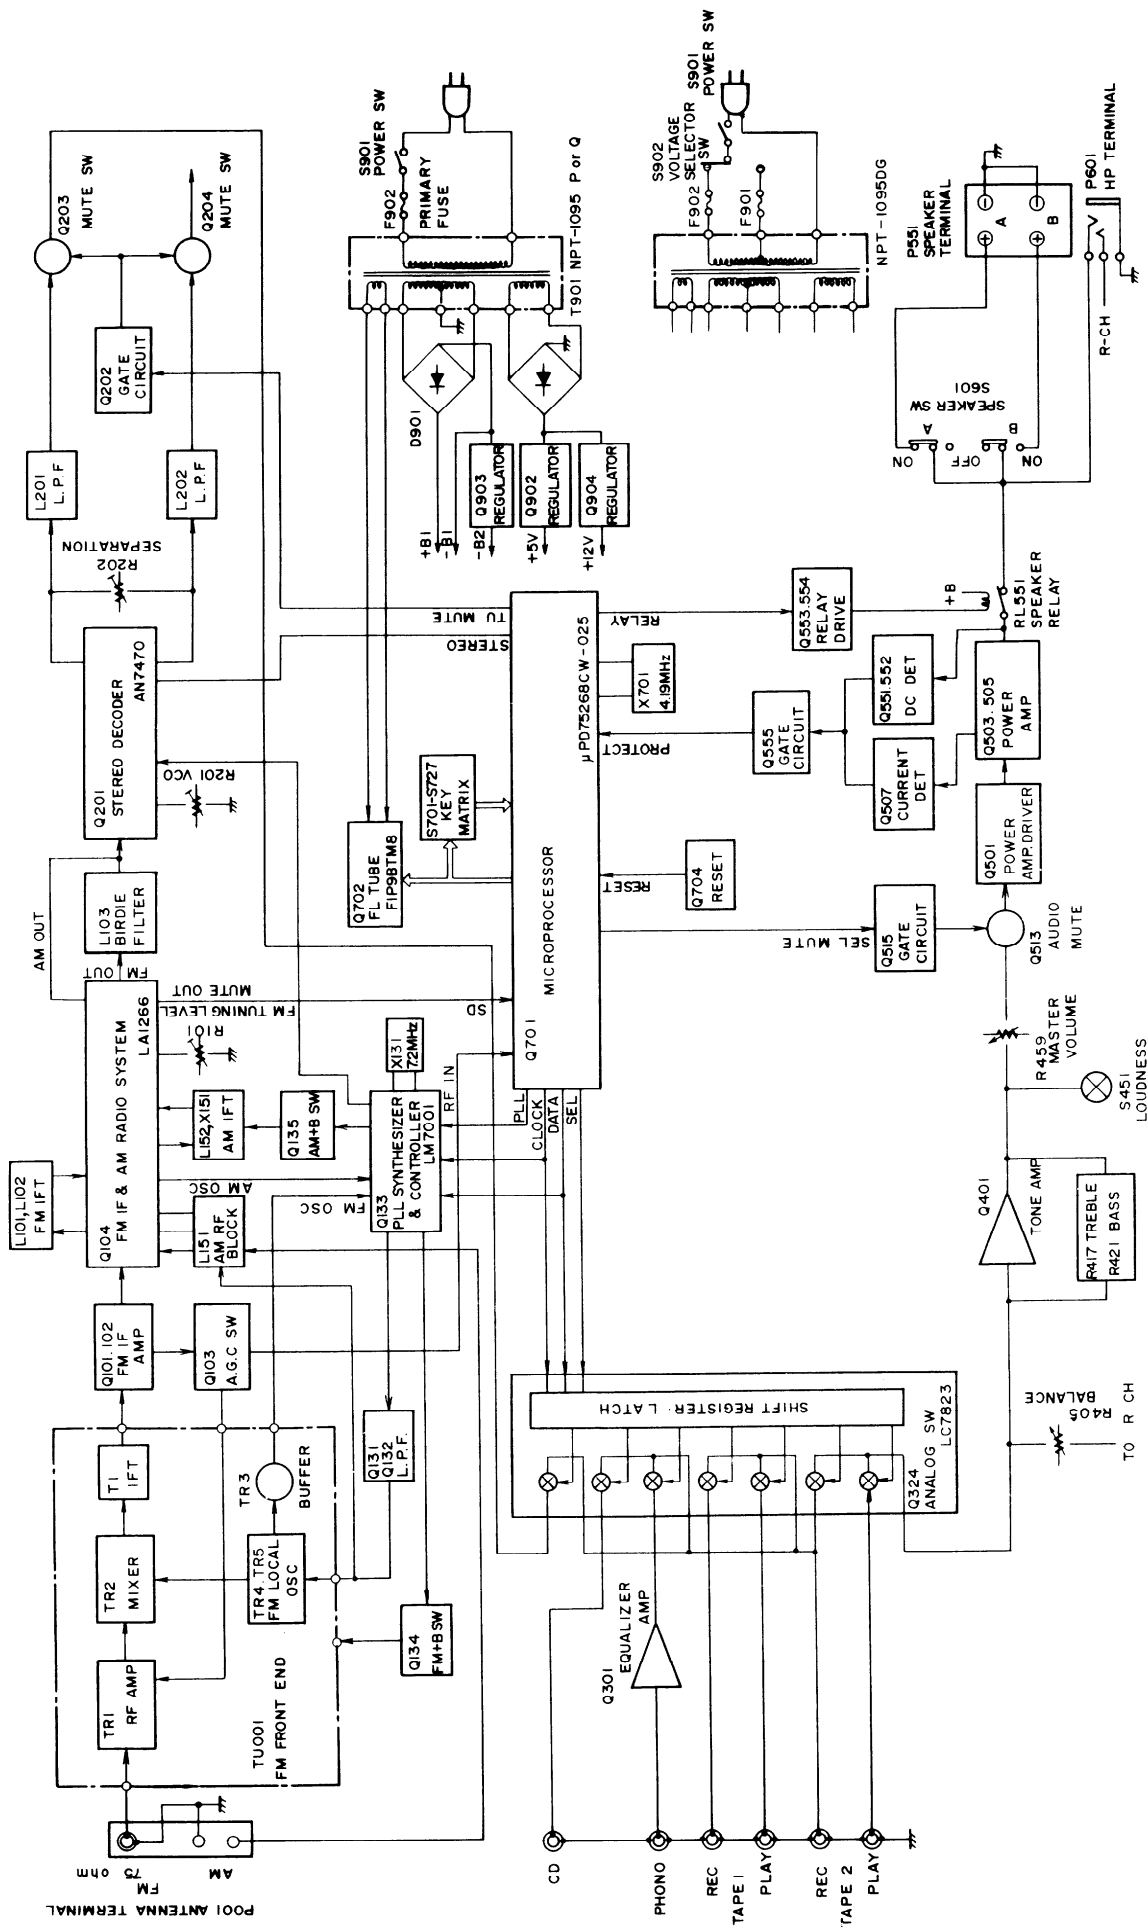 P001 ANTENNA TERMINAL
FM
75 ohm
AM
TU001
FM FRONT END
TR1
RF AMP
TR2
MIXER
T1
IFT
TR4.TR5
FM LOCAL
OSC
TR3
BUFFER
Q101.102
FM IF
AMP
Q103
A.G.C SW
L101,L102
FM IFT
Q104
FM IF & AM RADIO SYSTEM
LA1266
L151
AM RF
BLOCK
AM OSC
FM OSC
L152,X151
AM IFT
Q135
AM+B SW
R101
FM TUNING LEVEL
MUTE OUT
SD
AM OUT
FM OUT
L103
BIRDIE
FILTER
Q201
STEREO DECODER
AN7470
R201 VCO
R202
SEPARATION
L201
L.P.F
L202
L.P.F
Q202
GATE
CIRCUIT
Q203
MUTE SW
Q204
MUTE SW
Q131
Q132
L.P.F.
Q134
FM+B SW
Q133
PLL SYNTHESIZER
& CONTROLLER
LM7001
X131
7.2MHz
RF IN
PLL
CLOCK
DATA
SEL
Q701
MICROPROCESSOR
µPD75268CW-025
STEREO
TU MUTE
Q702
FL TUBE
FIP9BTM8
S701-S727
KEY
MATRIX
SEL MUTE
RESET
PROTECT
RELAY
Q704
RESET
X701
4.19MHz
D901
+B1
-B1
-B2
+5V
+12V
Q903
REGULATOR
Q902
REGULATOR
Q904
REGULATOR
T901 NPT-1095 P or Q
F902
PRIMARY
FUSE
S901
POWER SW
S902
VOLTAGE
SELECTOR
SW
S901
POWER SW
F902
F901
NPT-1095DG
CD
PHONO
REC
TAPE 1
PLAY
REC
TAPE 2
PLAY
Q301
EQUALIZER
AMP
SHIFT REGISTER·LATCH
Q324
ANALOG SW
LC7823
R405
BALANCE
TO R CH
Q401
TONE AMP
R417 TREBLE
R421 BASS
S451
LOUDNESS
R459
MASTER
VOLUME
Q513
AUDIO
MUTE
Q515
GATE
CIRCUIT
Q501
POWER
AMP.DRIVER
Q503.505
POWER
AMP
Q507
CURRENT
DET
Q551.552
DC DET
Q555
GATE
CIRCUIT
Q553.554
RELAY
DRIVE
+B
RL551
SPEAKER
RELAY
SPEAKER SW
S601
ON
A
OFF
B
ON
P551
SPEAKER
TERMINAL
A
B
R-CH
P601
HP TERMINAL